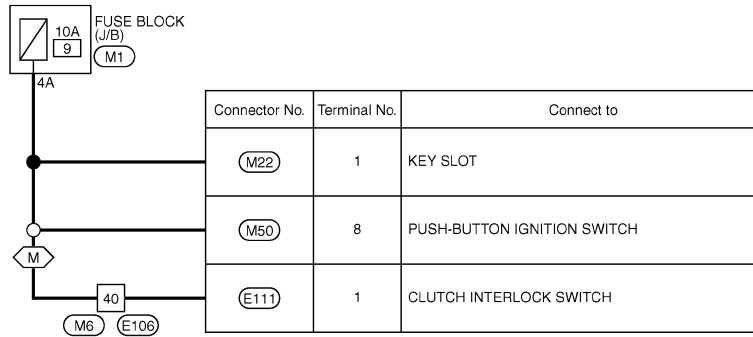 FUSE BLOCK
(J/B)
10A
9
M1
4A
Connector No. Terminal No. Connect to
M22 1 KEY SLOT
M50 8 PUSH-BUTTON IGNITION SWITCH
M
40
E111 1 CLUTCH INTERLOCK SWITCH
M6 E106